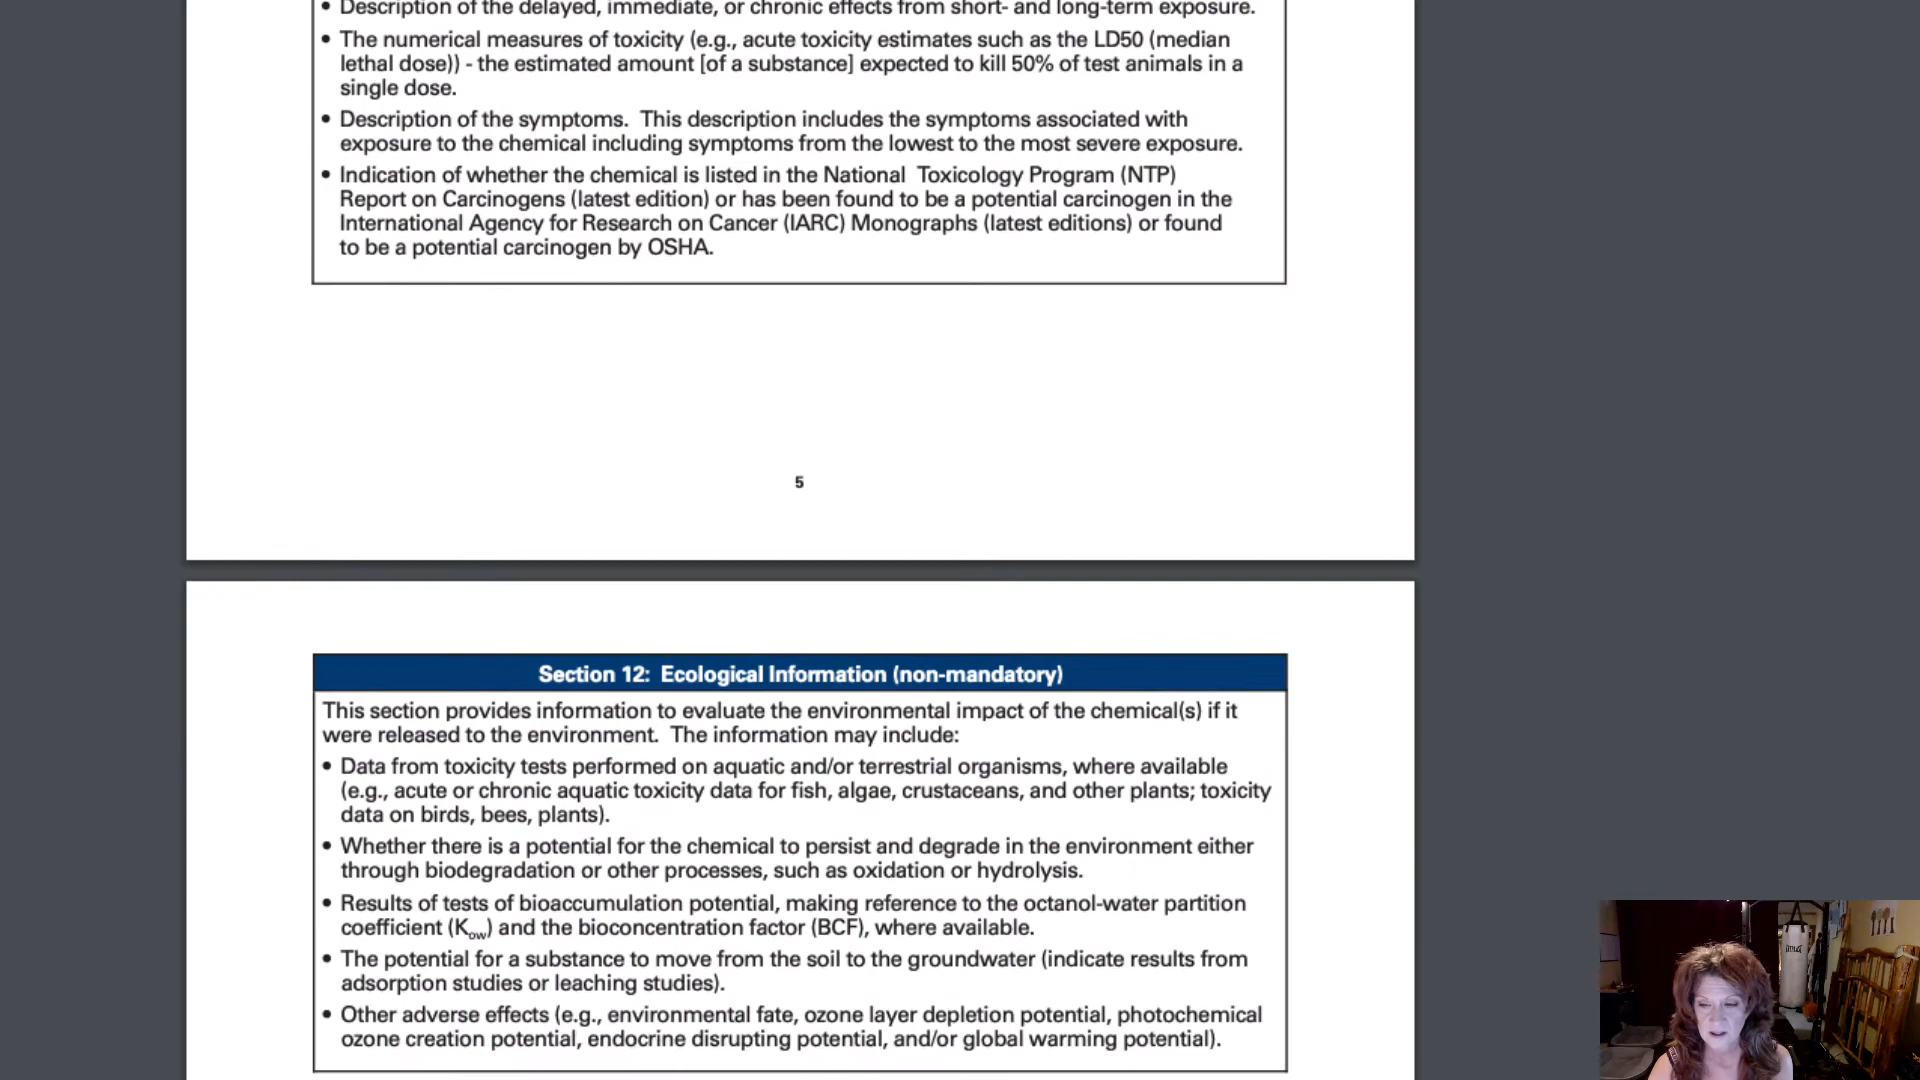 • Description of the delayed, immediate, or chronic effects from short- and long-term exposure.
• The numerical measures of toxicity (e.g., acute toxicity estimates such as the LD50 (median
lethal dose)) - the estimated amount [of a substance] expected to kill 50% of test animals in a
single dose.
• Description of the symptoms.  This description includes the symptoms associated with
exposure to the chemical including symptoms from the lowest to the most severe exposure.
• Indication of whether the chemical is listed in the National  Toxicology Program (NTP)
Report on Carcinogens (latest edition) or has been found to be a potential carcinogen in the
International Agency for Research on Cancer (IARC) Monographs (latest editions) or found
to be a potential carcinogen by OSHA.
5
Section 12:  Ecological Information (non-mandatory)
This section provides information to evaluate the environmental impact of the chemical(s) if it
were released to the environment.  The information may include:
• Data from toxicity tests performed on aquatic and/or terrestrial organisms, where available
(e.g., acute or chronic aquatic toxicity data for fish, algae, crustaceans, and other plants; toxicity
data on birds, bees, plants).
• Whether there is a potential for the chemical to persist and degrade in the environment either
through biodegradation or other processes, such as oxidation or hydrolysis.
• Results of tests of bioaccumulation potential, making reference to the octanol-water partition
coefficient (Kow) and the bioconcentration factor (BCF), where available.
• The potential for a substance to move from the soil to the groundwater (indicate results from
adsorption studies or leaching studies).
• Other adverse effects (e.g., environmental fate, ozone layer depletion potential, photochemical
ozone creation potential, endocrine disrupting potential, and/or global warming potential).